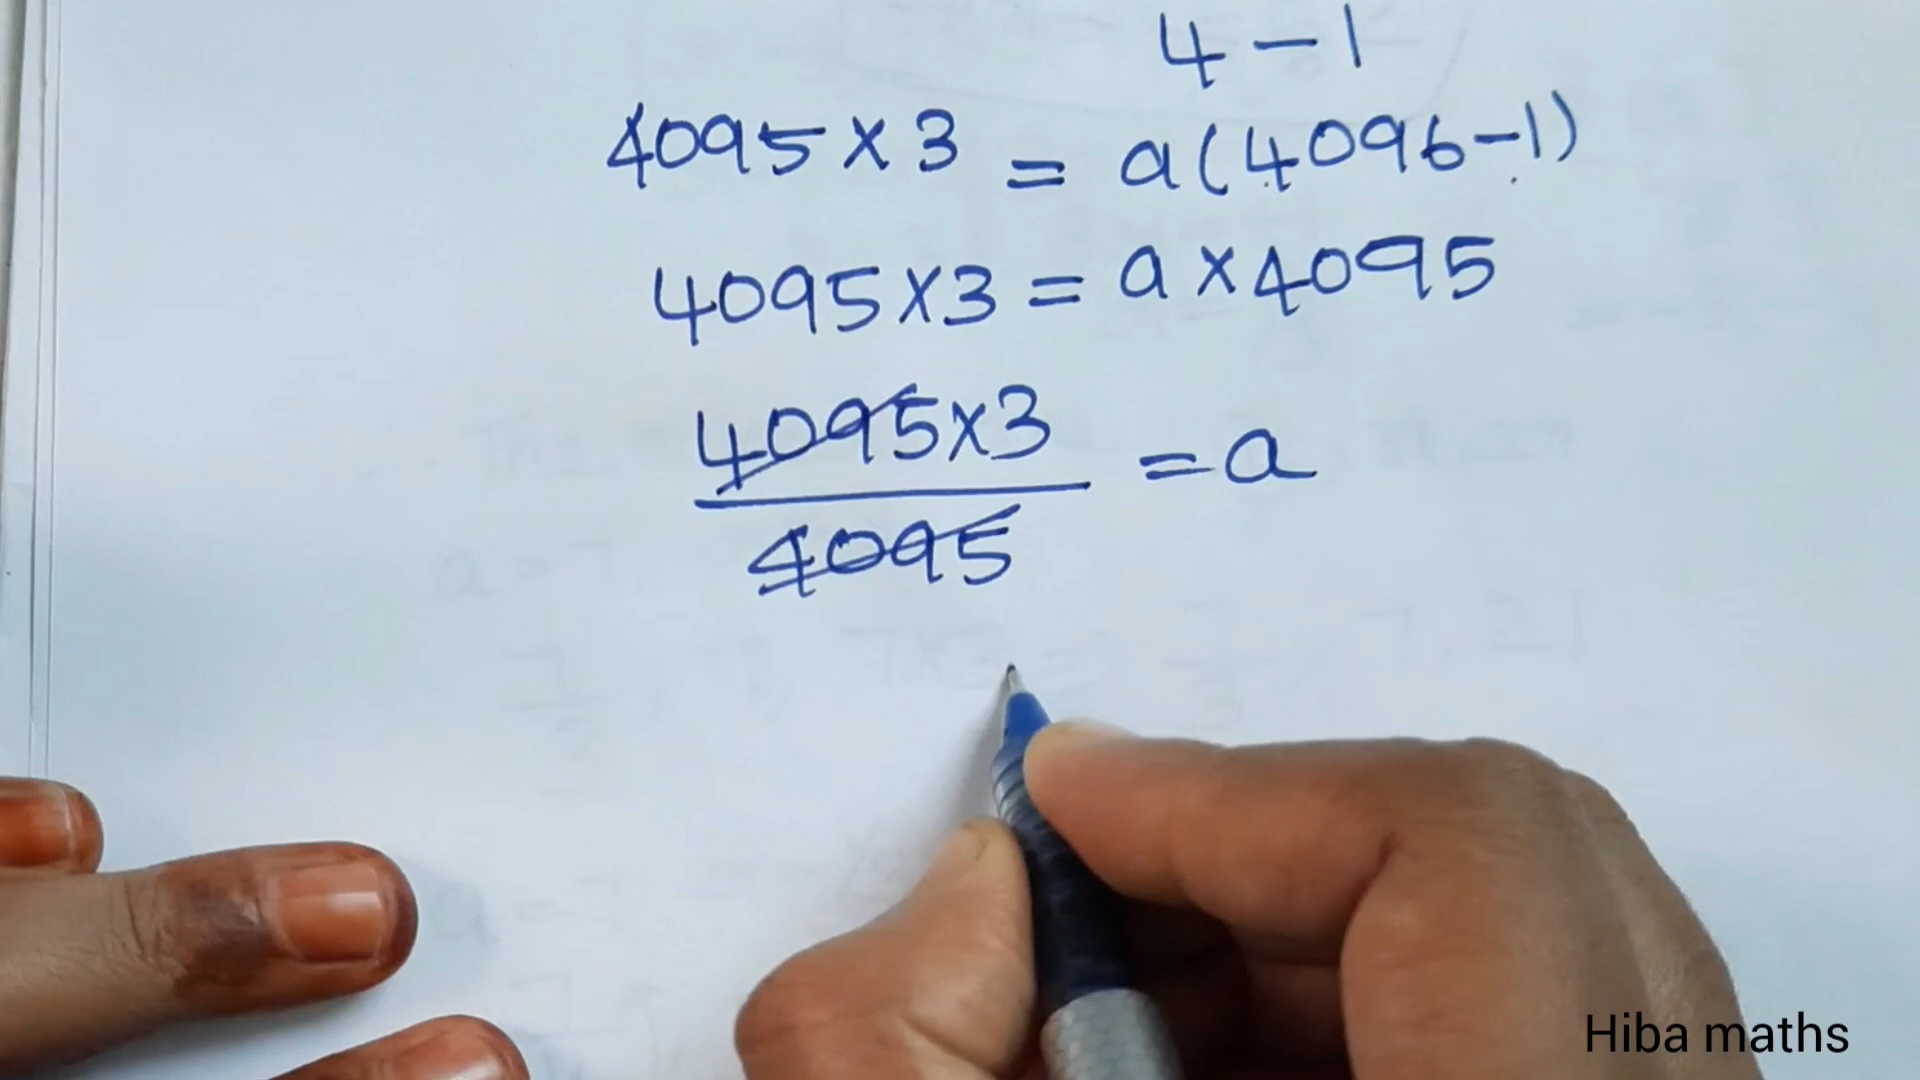 4-1
4095×3 = a(4096-1)
4095×3 = a×4095
4095×3
= a
4095
Hiba maths